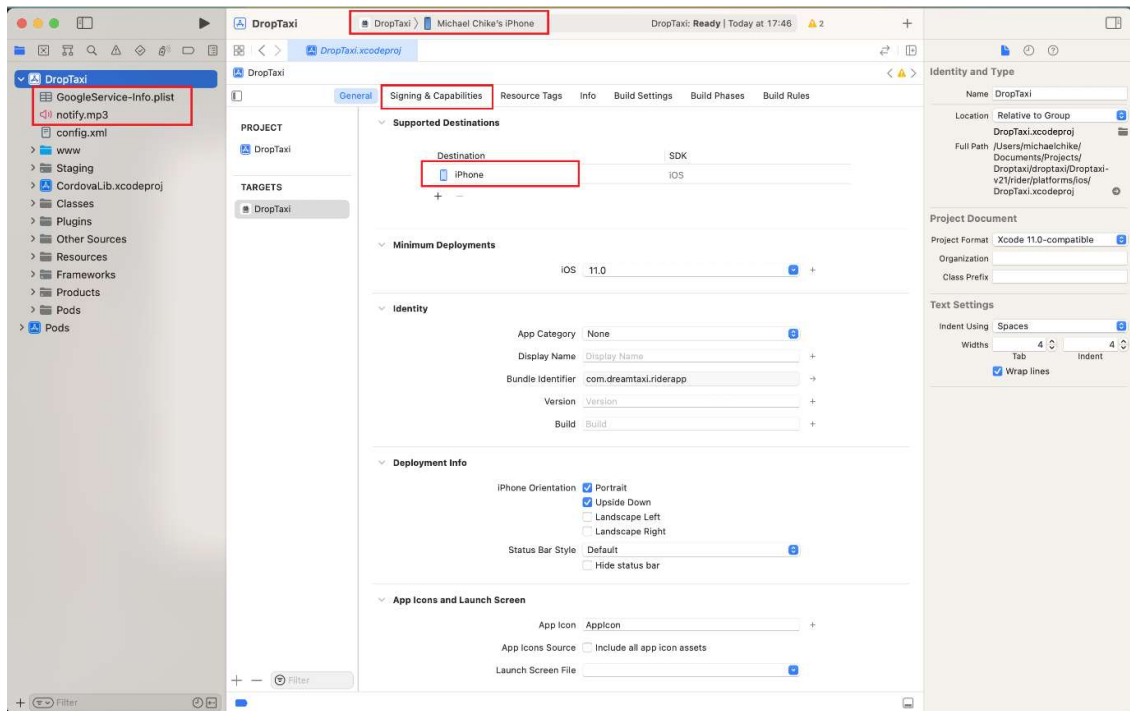 DropTaxi
DropTaxi 〉 Michael Chike's iPhone
DropTaxi: Ready | Today at 17:46
2
DropTaxi.xcodeproj
DropTaxi
GoogleService-Info.plist
notify.mp3
config.xml
www
Staging
CordovaLib.xcodeproj
Classes
Plugins
Other Sources
Resources
Frameworks
Products
Pods
Pods
Filter
DropTaxi
General Signing & Capabilities Resource Tags Info Build Settings Build Phases Build Rules
PROJECT
DropTaxi
TARGETS
DropTaxi
Filter
Supported Destinations
Destination SDK
iPhone iOS
Minimum Deployments
iOS 11.0
Identity
App Category None
Display Name Display Name
Bundle Identifier com.dreamtaxi.riderapp
Version Version
Build Build
Deployment Info
iPhone Orientation Portrait
Upside Down
Landscape Left
Landscape Right
Status Bar Style Default
Hide status bar
App Icons and Launch Screen
App Icon AppIcon
App Icons Source Include all app icon assets
Launch Screen File
Identity and Type
Name DropTaxi
Location Relative to Group
DropTaxi.xcodeproj
Full Path /Users/michaelchike/
Documents/Projects/
Droptaxi/droptaxi/Droptaxi-
v21/rider/platforms/ios/
DropTaxi.xcodeproj
Project Document
Project Format Xcode 11.0-compatible
Organization
Class Prefix
Text Settings
Indent Using Spaces
Widths 4 4
Tab Indent
Wrap lines